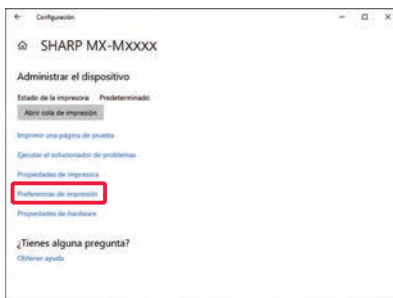 Configuración
SHARP MX-Mxxxx
Administrar el dispositivo
Estado de la impresora Predeterminado
Abrir cola de impresión
Imprimir una página de prueba
Ejecutar el solucionador de problemas
Propiedades de impresora
Preferencias de impresión
Propiedades de hardware
¿Tienes alguna pregunta?
Obtener ayuda